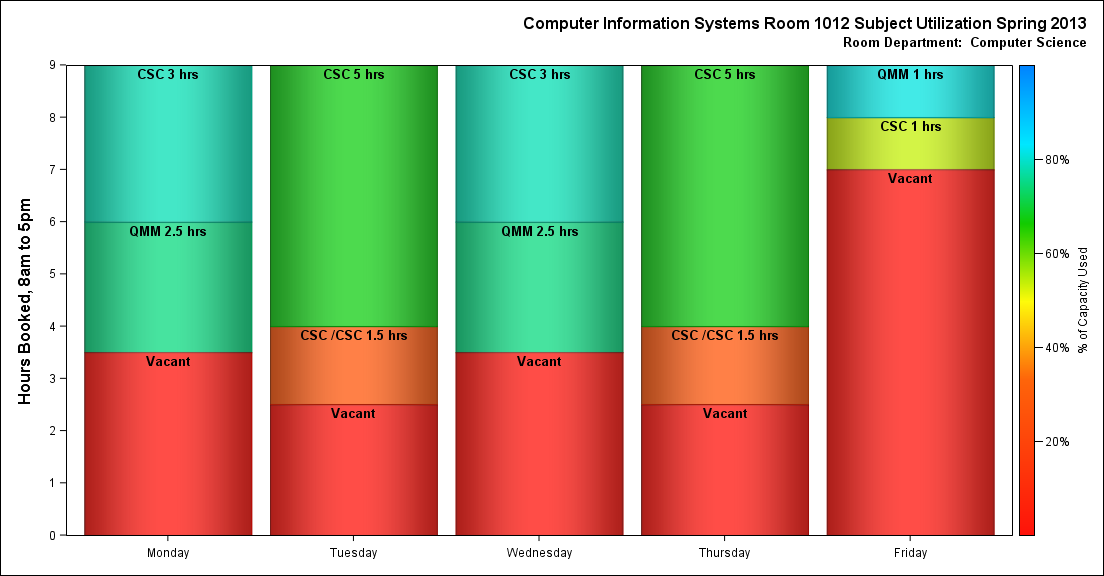 Computer Information Systems Room 1012 Subject Utilization Spring 2013
Room Department:  Computer Science
Hours Booked, 8am to 5pm
9
8
7
6
5
4
3
2
1
0
CSC 3 hrs
QMM 2.5 hrs
Vacant
Monday
CSC 5 hrs
CSC /CSC 1.5 hrs
Vacant
Tuesday
CSC 3 hrs
QMM 2.5 hrs
Vacant
Wednesday
CSC 5 hrs
CSC /CSC 1.5 hrs
Vacant
Thursday
QMM 1 hrs
CSC 1 hrs
Vacant
Friday
80%
60%
40%
20%
% of Capacity Used